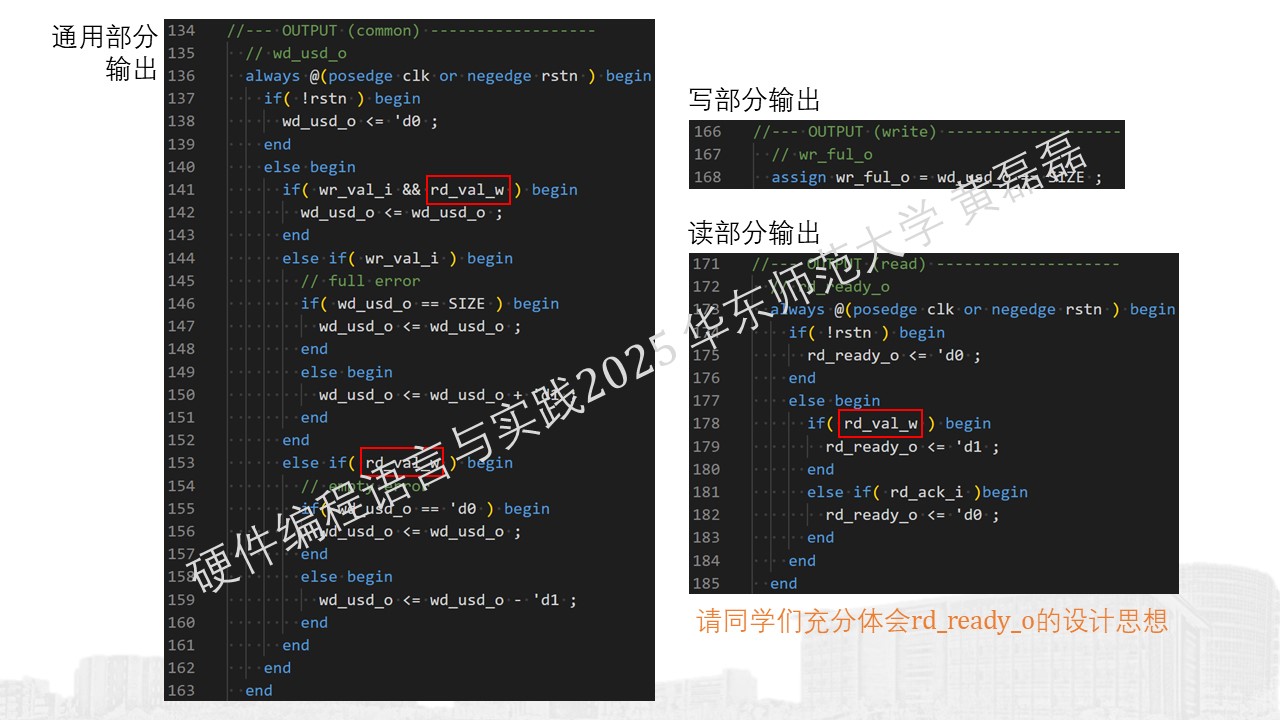 通用部分
输出
134 //--- OUTPUT (common) ------------------
135 // wd_usd_o
136 always @(posedge clk or negedge rstn ) begin
137 if( !rstn ) begin
138 wd_usd_o <= 'd0 ;
139 end
140 else begin
141 if( wr_val_i && rd_val_w ) begin
142 wd_usd_o <= wd_usd_o ;
143 end
144 else if( wr_val_i ) begin
145 // full error
146 if( wd_usd_o == SIZE ) begin
147 wd_usd_o <= wd_usd_o ;
148 end
149 else begin
150 wd_usd_o <= wd_usd_o + 'd1 ;
151 end
152 end
153 else if( rd_val_w ) begin
154 // empty error
155 if( wd_usd_o == 'd0 ) begin
156 wd_usd_o <= wd_usd_o ;
157 end
158 else begin
159 wd_usd_o <= wd_usd_o - 'd1 ;
160 end
161 end
162 end
163 end
写部分输出
166 //--- OUTPUT (write) -------------------
167 // wr_ful_o
168 assign wr_ful_o = wd_usd_o == SIZE ;
读部分输出
171 //--- OUTPUT (read) --------------------
172 // rd_ready_o
173 always @(posedge clk or negedge rstn ) begin
174 if( !rstn ) begin
175 rd_ready_o <= 'd0 ;
176 end
177 else begin
178 if( rd_val_w ) begin
179 rd_ready_o <= 'd1 ;
180 end
181 else if( rd_ack_i )begin
182 rd_ready_o <= 'd0 ;
183 end
184 end
185 end
请同学们充分体会rd_ready_o的设计思想
硬件编程语言与实践2025 华东师范大学 黄磊磊